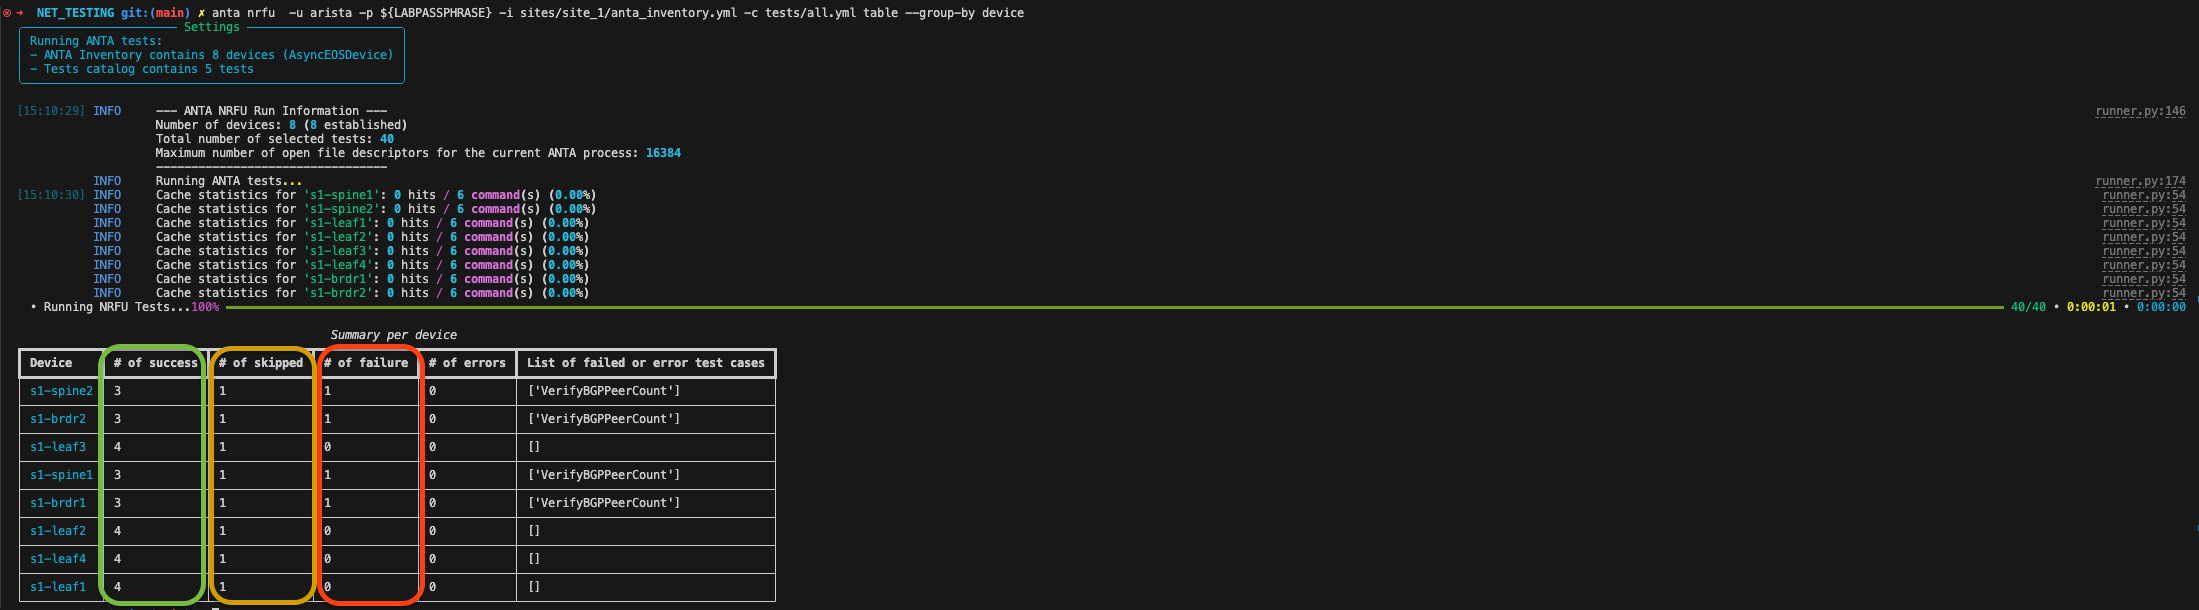 NET_TESTING git:(main) ✗ anta nrfu  -u arista -p ${LABPASSPHRASE} -i sites/site_1/anta_inventory.yml -c tests/all.yml table --group-by device
Settings
Running ANTA tests:
- ANTA Inventory contains 8 devices (AsyncEOSDevice)
- Tests catalog contains 5 tests
[15:10:29] INFO --- ANTA NRFU Run Information --- runner.py:146
Number of devices: 8 (8 established)
Total number of selected tests: 40
Maximum number of open file descriptors for the current ANTA process: 16384
---------------------------------
INFO Running ANTA tests... runner.py:174
[15:10:30] INFO Cache statistics for 's1-spine1': 0 hits / 6 command(s) (0.00%) runner.py:54
INFO Cache statistics for 's1-spine2': 0 hits / 6 command(s) (0.00%) runner.py:54
INFO Cache statistics for 's1-leaf1': 0 hits / 6 command(s) (0.00%) runner.py:54
INFO Cache statistics for 's1-leaf2': 0 hits / 6 command(s) (0.00%) runner.py:54
INFO Cache statistics for 's1-leaf3': 0 hits / 6 command(s) (0.00%) runner.py:54
INFO Cache statistics for 's1-leaf4': 0 hits / 6 command(s) (0.00%) runner.py:54
INFO Cache statistics for 's1-brdr1': 0 hits / 6 command(s) (0.00%) runner.py:54
INFO Cache statistics for 's1-brdr2': 0 hits / 6 command(s) (0.00%) runner.py:54
• Running NRFU Tests...100% 40/40 • 0:00:01 • 0:00:00
Summary per device
Device # of success # of skipped # of failure # of errors List of failed or error test cases
s1-spine2 3 1 1 0 ['VerifyBGPPeerCount']
s1-brdr2 3 1 1 0 ['VerifyBGPPeerCount']
s1-leaf3 4 1 0 0 []
s1-spine1 3 1 1 0 ['VerifyBGPPeerCount']
s1-brdr1 3 1 1 0 ['VerifyBGPPeerCount']
s1-leaf2 4 1 0 0 []
s1-leaf4 4 1 0 0 []
s1-leaf1 4 1 0 0 []